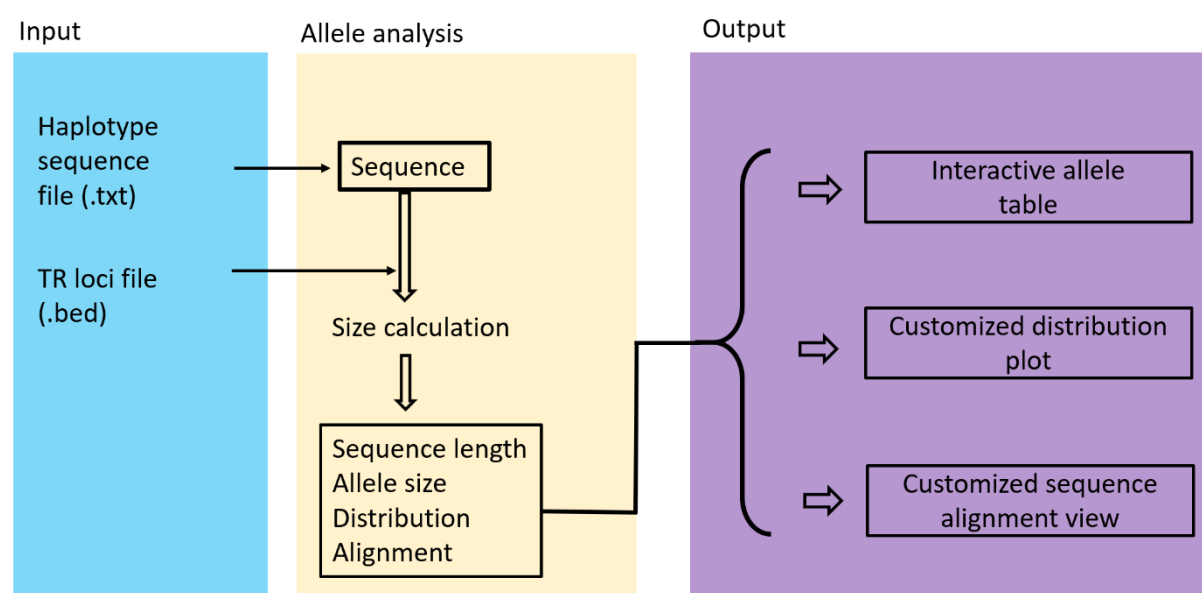 Input
Allele analysis
Output
Haplotype
sequence
file (.txt)
TR loci file
(.bed)
Sequence
Size calculation
Sequence length
Allele size
Distribution
Alignment
Interactive allele
table
Customized distribution
plot
Customized sequence
alignment view